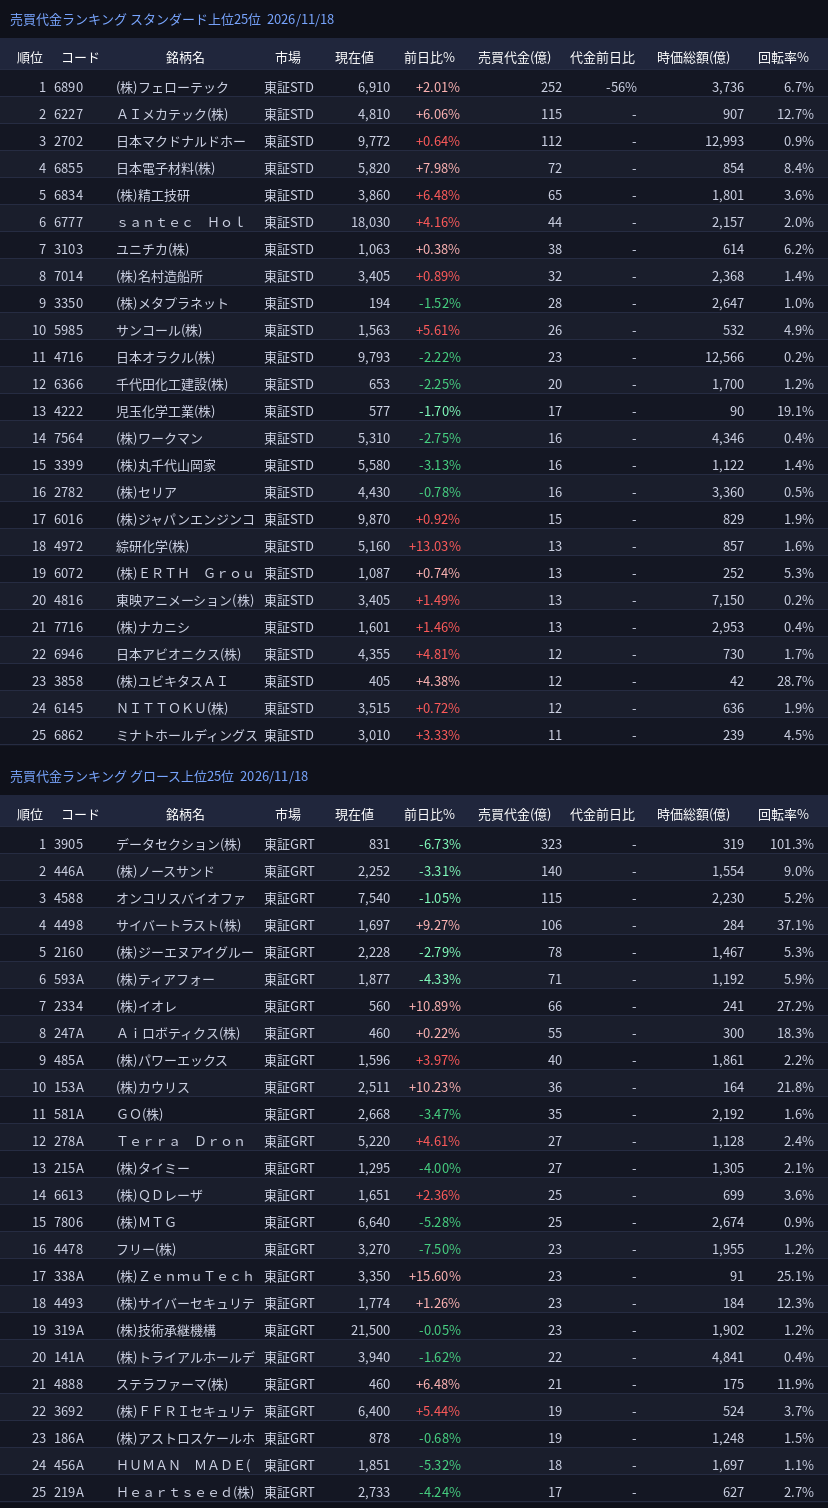 売買代金ランキング スタンダード上位25位 2026/11/18
順位 コード 銘柄名 市場 現在値 前日比% 売買代金(億) 代金前日比 時価総額(億) 回転率%
1 6890 (株)フェローテック 東証STD 6,910 +2.01% 252 -56% 3,736 6.7%
2 6227 ＡＩメカテック(株) 東証STD 4,810 +6.06% 115 - 907 12.7%
3 2702 日本マクドナルドホー 東証STD 9,772 +0.64% 112 - 12,993 0.9%
4 6855 日本電子材料(株) 東証STD 5,820 +7.98% 72 - 854 8.4%
5 6834 (株)精工技研 東証STD 3,860 +6.48% 65 - 1,801 3.6%
6 6777 ｓａｎｔｅｃ　Ｈｏｌ 東証STD 18,030 +4.16% 44 - 2,157 2.0%
7 3103 ユニチカ(株) 東証STD 1,063 +0.38% 38 - 614 6.2%
8 7014 (株)名村造船所 東証STD 3,405 +0.89% 32 - 2,368 1.4%
9 3350 (株)メタプラネット 東証STD 194 -1.52% 28 - 2,647 1.0%
10 5985 サンコール(株) 東証STD 1,563 +5.61% 26 - 532 4.9%
11 4716 日本オラクル(株) 東証STD 9,793 -2.22% 23 - 12,566 0.2%
12 6366 千代田化工建設(株) 東証STD 653 -2.25% 20 - 1,700 1.2%
13 4222 児玉化学工業(株) 東証STD 577 -1.70% 17 - 90 19.1%
14 7564 (株)ワークマン 東証STD 5,310 -2.75% 16 - 4,346 0.4%
15 3399 (株)丸千代山岡家 東証STD 5,580 -3.13% 16 - 1,122 1.4%
16 2782 (株)セリア 東証STD 4,430 -0.78% 16 - 3,360 0.5%
17 6016 (株)ジャパンエンジンコ 東証STD 9,870 +0.92% 15 - 829 1.9%
18 4972 綜研化学(株) 東証STD 5,160 +13.03% 13 - 857 1.6%
19 6072 (株)ＥＲＴＨ　Ｇｒｏｕ 東証STD 1,087 +0.74% 13 - 252 5.3%
20 4816 東映アニメーション(株) 東証STD 3,405 +1.49% 13 - 7,150 0.2%
21 7716 (株)ナカニシ 東証STD 1,601 +1.46% 13 - 2,953 0.4%
22 6946 日本アビオニクス(株) 東証STD 4,355 +4.81% 12 - 730 1.7%
23 3858 (株)ユビキタスＡＩ 東証STD 405 +4.38% 12 - 42 28.7%
24 6145 ＮＩＴＴＯＫＵ(株) 東証STD 3,515 +0.72% 12 - 636 1.9%
25 6862 ミナトホールディングス 東証STD 3,010 +3.33% 11 - 239 4.5%
売買代金ランキング グロース上位25位 2026/11/18
順位 コード 銘柄名 市場 現在値 前日比% 売買代金(億) 代金前日比 時価総額(億) 回転率%
1 3905 データセクション(株) 東証GRT 831 -6.73% 323 - 319 101.3%
2 446A (株)ノースサンド 東証GRT 2,252 -3.31% 140 - 1,554 9.0%
3 4588 オンコリスバイオファ 東証GRT 7,540 -1.05% 115 - 2,230 5.2%
4 4498 サイバートラスト(株) 東証GRT 1,697 +9.27% 106 - 284 37.1%
5 2160 (株)ジーエヌアイグルー 東証GRT 2,228 -2.79% 78 - 1,467 5.3%
6 593A (株)ティアフォー 東証GRT 1,877 -4.33% 71 - 1,192 5.9%
7 2334 (株)イオレ 東証GRT 560 +10.89% 66 - 241 27.2%
8 247A Ａｉロボティクス(株) 東証GRT 460 +0.22% 55 - 300 18.3%
9 485A (株)パワーエックス 東証GRT 1,596 +3.97% 40 - 1,861 2.2%
10 153A (株)カウリス 東証GRT 2,511 +10.23% 36 - 164 21.8%
11 581A ＧＯ(株) 東証GRT 2,668 -3.47% 35 - 2,192 1.6%
12 278A Ｔｅｒｒａ　Ｄｒｏｎ 東証GRT 5,220 +4.61% 27 - 1,128 2.4%
13 215A (株)タイミー 東証GRT 1,295 -4.00% 27 - 1,305 2.1%
14 6613 (株)ＱＤレーザ 東証GRT 1,651 +2.36% 25 - 699 3.6%
15 7806 (株)ＭＴＧ 東証GRT 6,640 -5.28% 25 - 2,674 0.9%
16 4478 フリー(株) 東証GRT 3,270 -7.50% 23 - 1,955 1.2%
17 338A (株)ＺｅｎｍｕＴｅｃｈ 東証GRT 3,350 +15.60% 23 - 91 25.1%
18 4493 (株)サイバーセキュリテ 東証GRT 1,774 +1.26% 23 - 184 12.3%
19 319A (株)技術承継機構 東証GRT 21,500 -0.05% 23 - 1,902 1.2%
20 141A (株)トライアルホールデ 東証GRT 3,940 -1.62% 22 - 4,841 0.4%
21 4888 ステラファーマ(株) 東証GRT 460 +6.48% 21 - 175 11.9%
22 3692 (株)ＦＦＲＩセキュリテ 東証GRT 6,400 +5.44% 19 - 524 3.7%
23 186A (株)アストロスケールホ 東証GRT 878 -0.68% 19 - 1,248 1.5%
24 456A ＨＵＭＡＮ　ＭＡＤＥ( 東証GRT 1,851 -5.32% 18 - 1,697 1.1%
25 219A Ｈｅａｒｔｓｅｅｄ(株) 東証GRT 2,733 -4.24% 17 - 627 2.7%